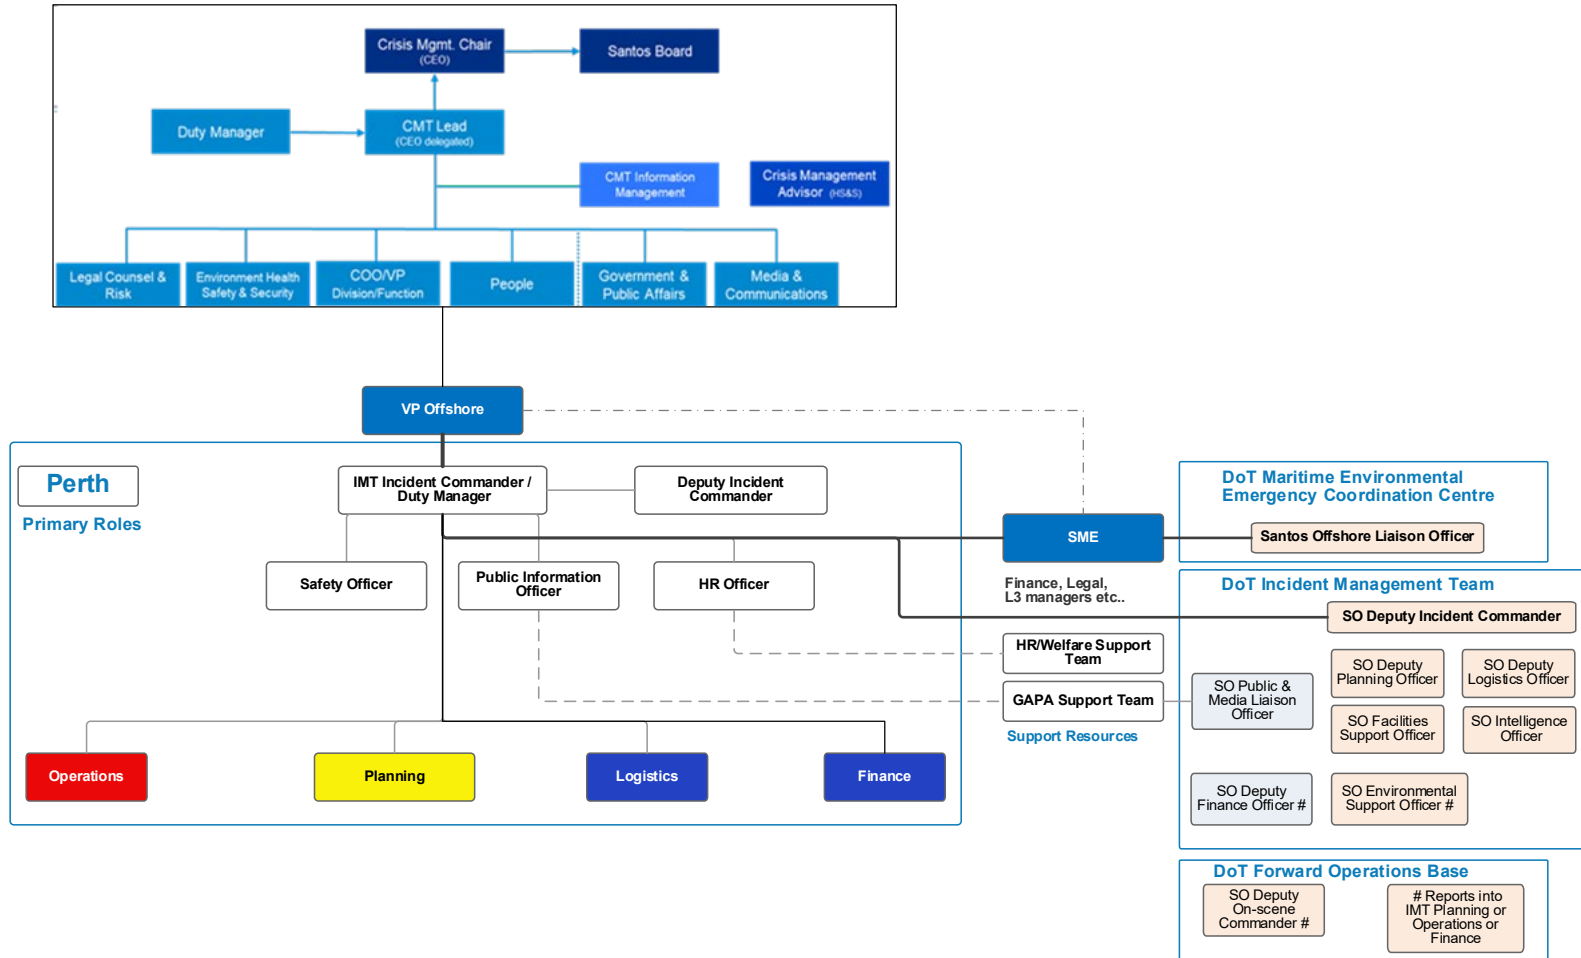 Crisis Mgmt. Chair
(CEO)
Santos Board
Duty Manager
CMT Lead
(CEO delegated)
CMT Information
Management
Crisis Management
Advisor (HS&S)
Legal Counsel &
Risk
Environment Health
Safety & Security
COO/VP
Division/Function
People
Government &
Public Affairs
Media &
Communications
VP Offshore
Perth
Primary Roles
IMT Incident Commander /
Duty Manager
Deputy Incident
Commander
Safety Officer
Public Information
Officer
HR Officer
SME
Finance, Legal,
L3 managers etc..
HR/Welfare Support
Team
GAPA Support Team
Support Resources
Operations
Planning
Logistics
Finance
DoT Maritime Environmental
Emergency Coordination Centre
Santos Offshore Liaison Officer
DoT Incident Management Team
SO Deputy Incident Commander
SO Public &
Media Liaison
Officer
SO Deputy
Planning Officer
SO Deputy
Logistics Officer
SO Facilities
Support Officer
SO Intelligence
Officer
SO Deputy
Finance Officer #
SO Environmental
Support Officer #
DoT Forward Operations Base
SO Deputy
On-scene
Commander #
# Reports into
IMT Planning or
Operations or
Finance